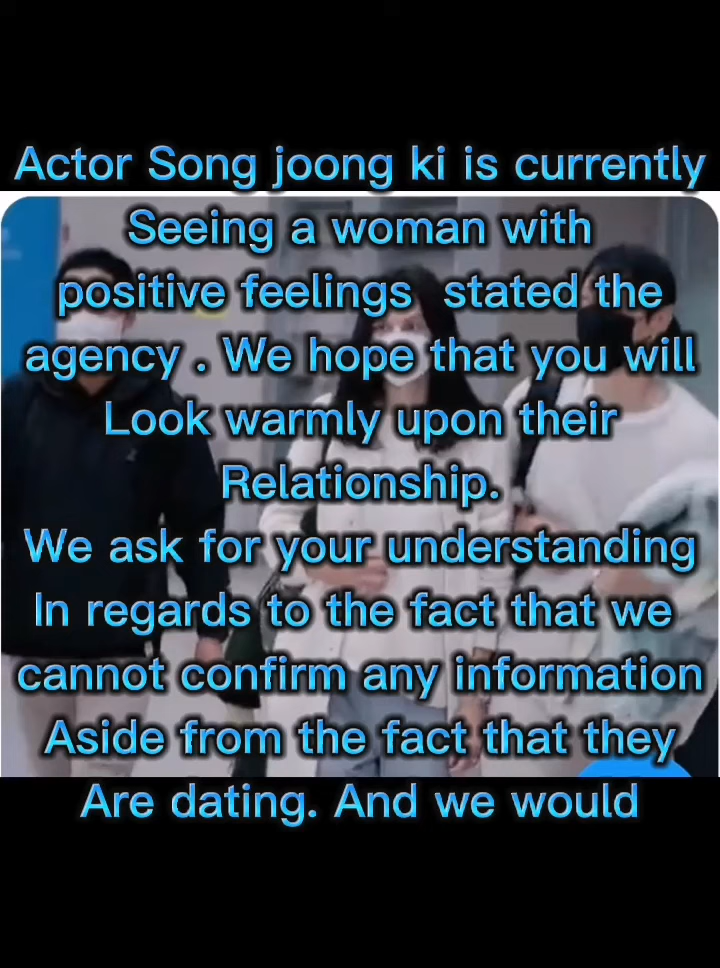 Actor Song joong ki is currently
Seeing a woman with
positive feelings stated the
agency . We hope that you will
Look warmly upon their
Relationship.
We ask for your understanding
In regards to the fact that we
cannot confirm any information
Aside from the fact that they
Are dating. And we would